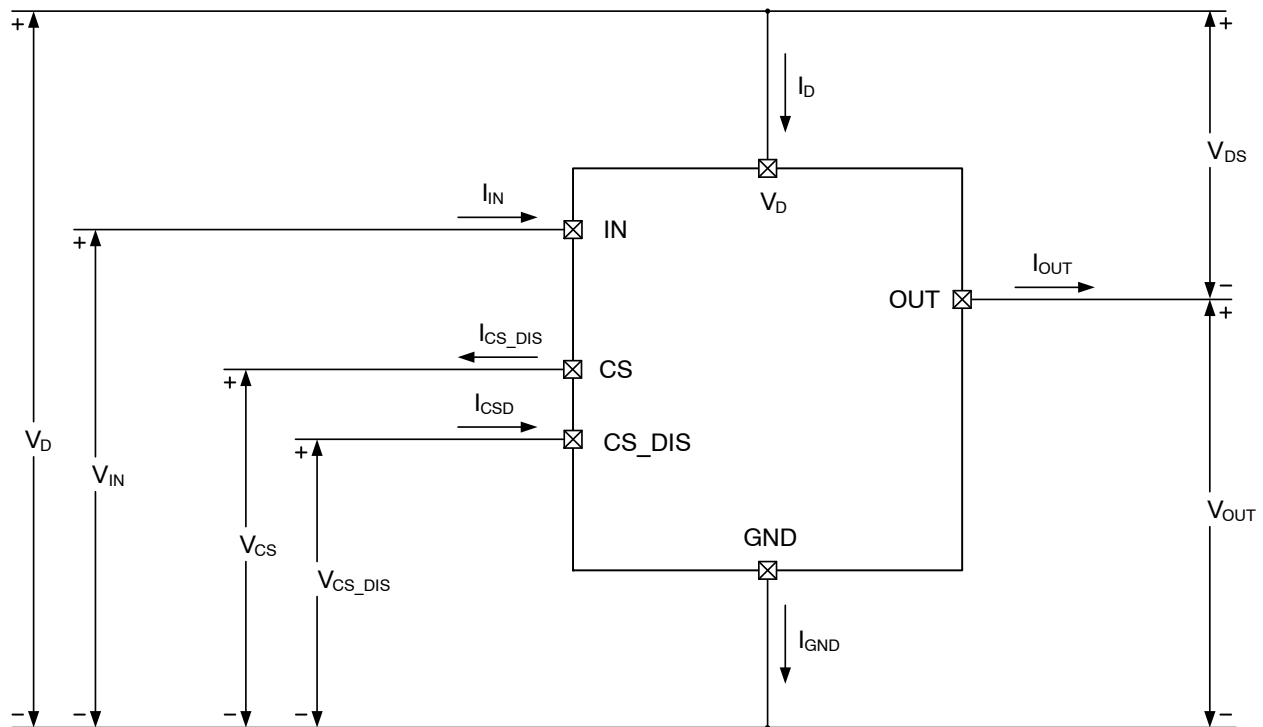 +
+
I_D
V_DS
V_D
I_IN
+
IN
I_OUT
OUT
−
+
I_CS_DIS
CS
+
I_CSD
CS_DIS
+
V_D
V_IN
V_OUT
GND
V_CS
V_CS_DIS
I_GND
− − − − −